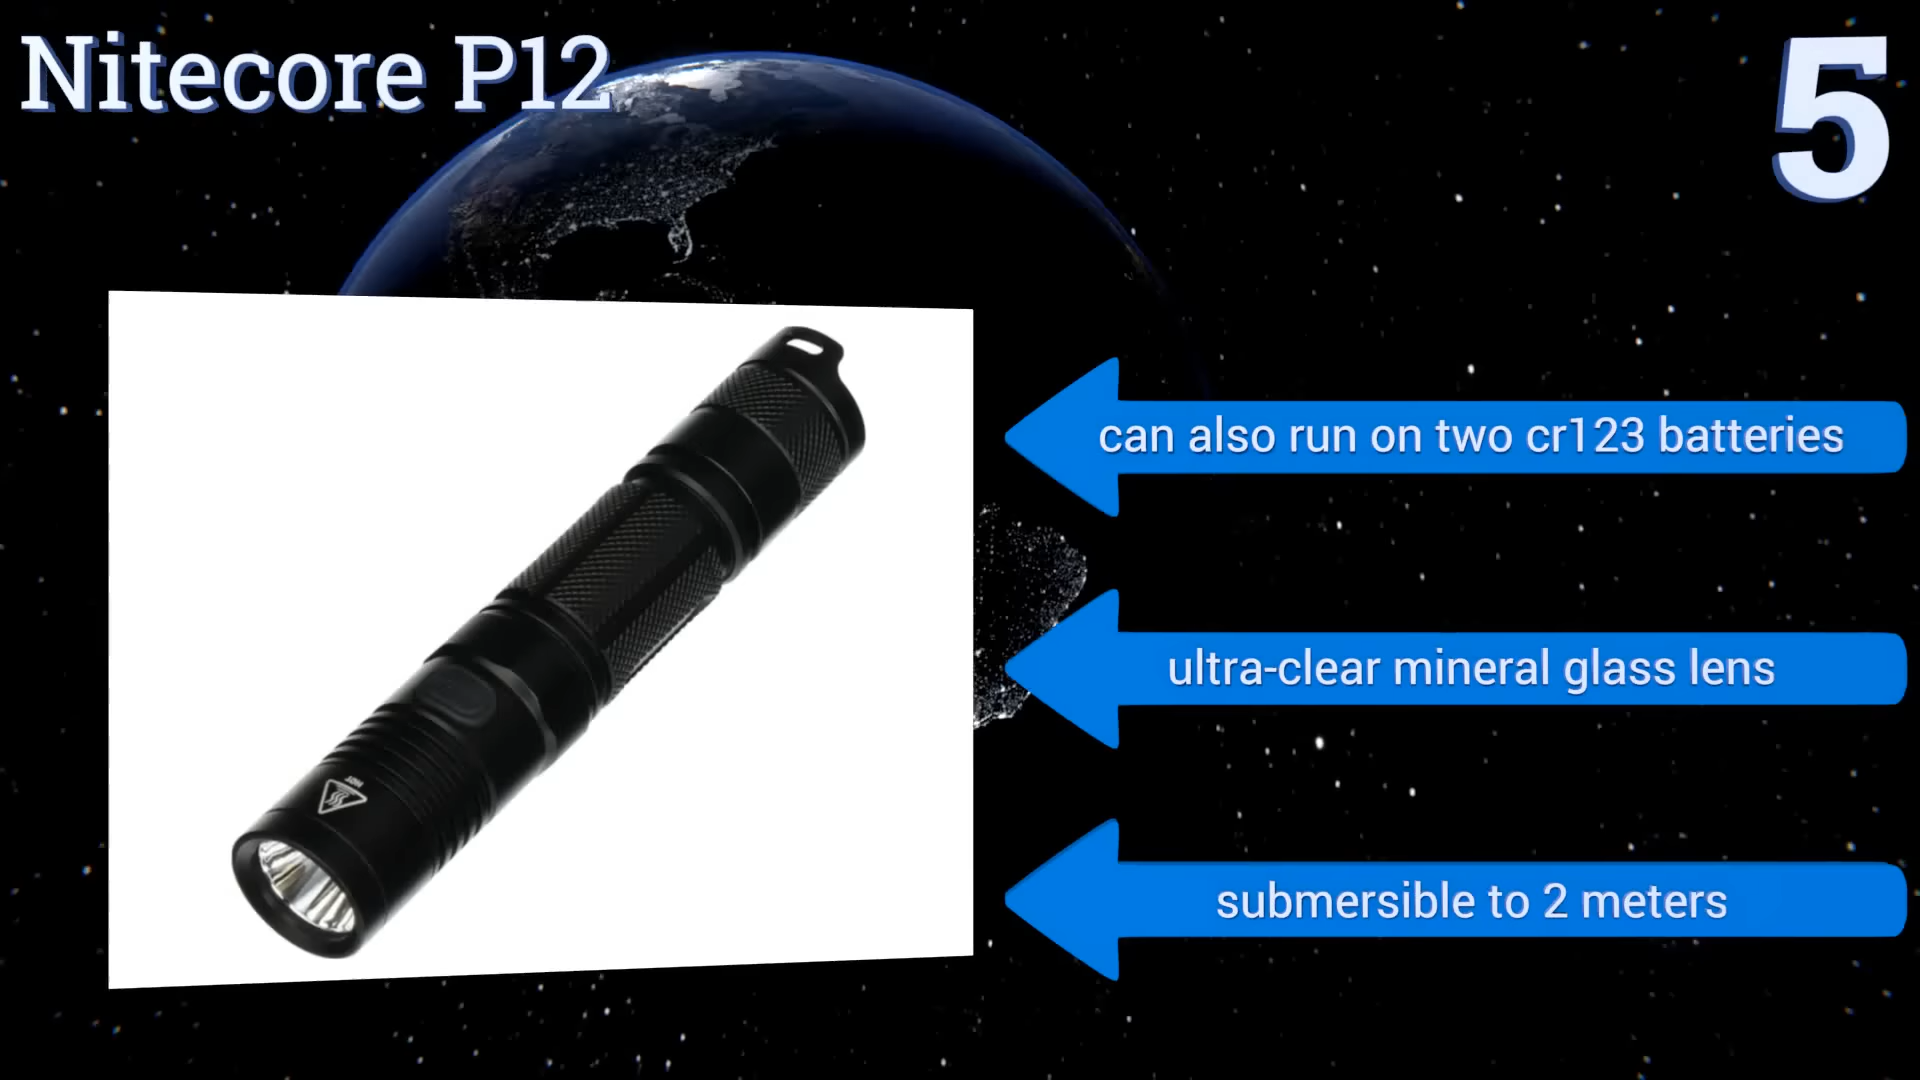 Nitecore P12
5
can also run on two cr123 batteries
ultra-clear mineral glass lens
submersible to 2 meters
HOT